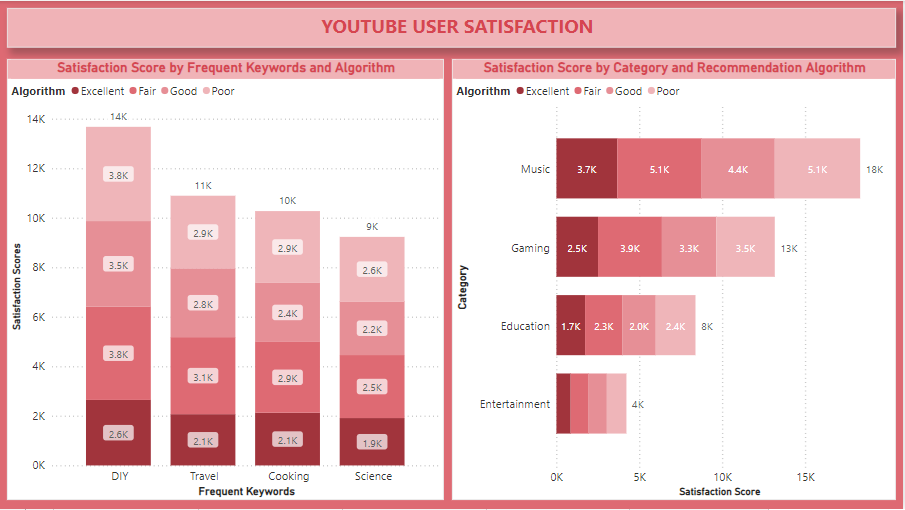 YOUTUBE USER SATISFACTION
Satisfaction Score by Frequent Keywords and Algorithm
Algorithm Excellent Fair Good Poor
Satisfaction Scores
14K
12K
10K
8K
6K
4K
2K
0K
14K
3.8K
3.5K
3.8K
2.6K
11K
2.9K
2.8K
3.1K
2.1K
10K
2.9K
2.4K
2.9K
2.1K
9K
2.6K
2.2K
2.5K
1.9K
DIY Travel Cooking Science
Frequent Keywords
Satisfaction Score by Category and Recommendation Algorithm
Algorithm Excellent Fair Good Poor
Category
Music 3.7K 5.1K 4.4K 5.1K 18K
Gaming 2.5K 3.9K 3.3K 3.5K 13K
Education 1.7K 2.3K 2.0K 2.4K 8K
Entertainment 4K
0K 5K 10K 15K
Satisfaction Score